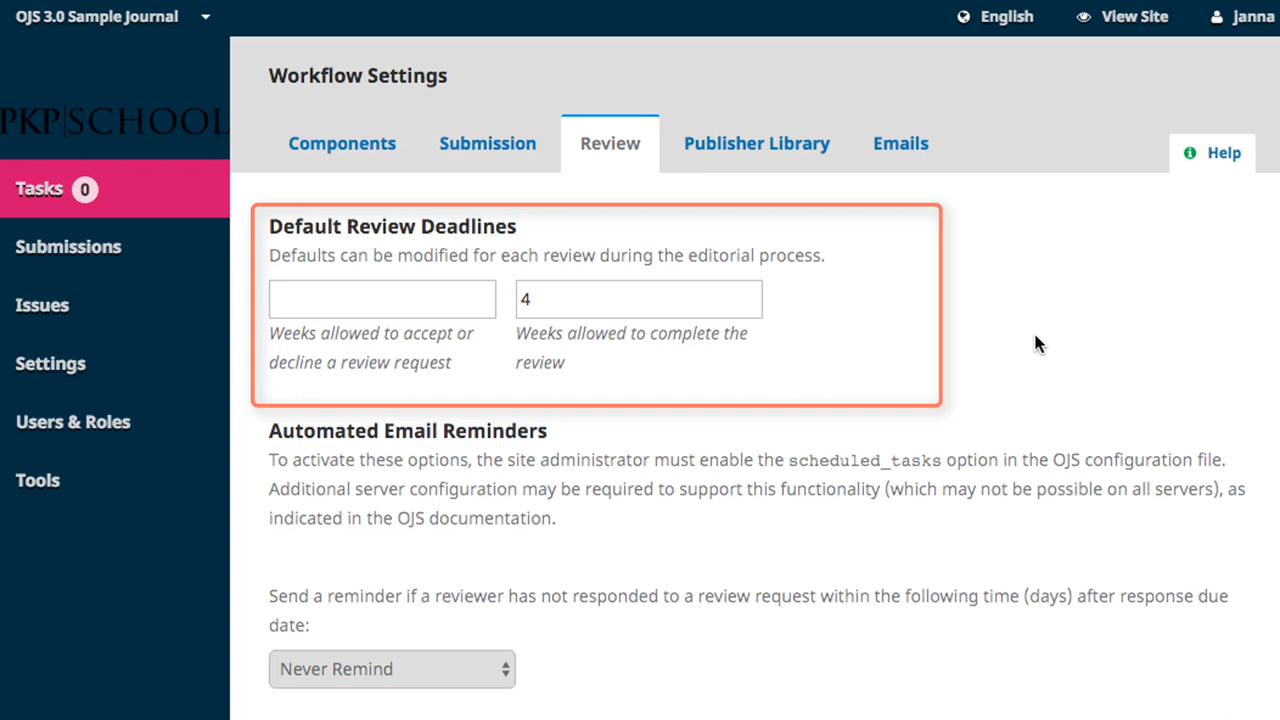 OJS 3.0 Sample Journal
English
View Site
Janna
PKP|SCHOOL
Workflow Settings
Components
Submission
Review
Publisher Library
Emails
Help
Tasks 0
Submissions
Issues
Settings
Users & Roles
Tools
Default Review Deadlines
Defaults can be modified for each review during the editorial process.
4
Weeks allowed to accept or
decline a review request
Weeks allowed to complete the
review
Automated Email Reminders
To activate these options, the site administrator must enable the scheduled_tasks option in the OJS configuration file.
Additional server configuration may be required to support this functionality (which may not be possible on all servers), as
indicated in the OJS documentation.
Send a reminder if a reviewer has not responded to a review request within the following time (days) after response due
date:
Never Remind